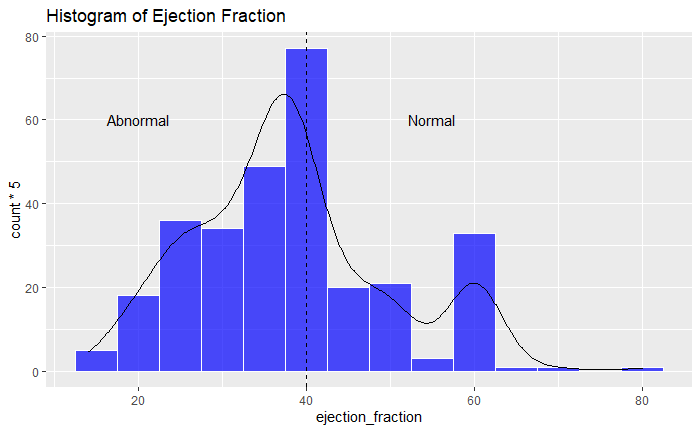 Histogram of Ejection Fraction
80
60
40
20
0
count * 5
Abnormal
Normal
20
40
60
80
ejection_fraction